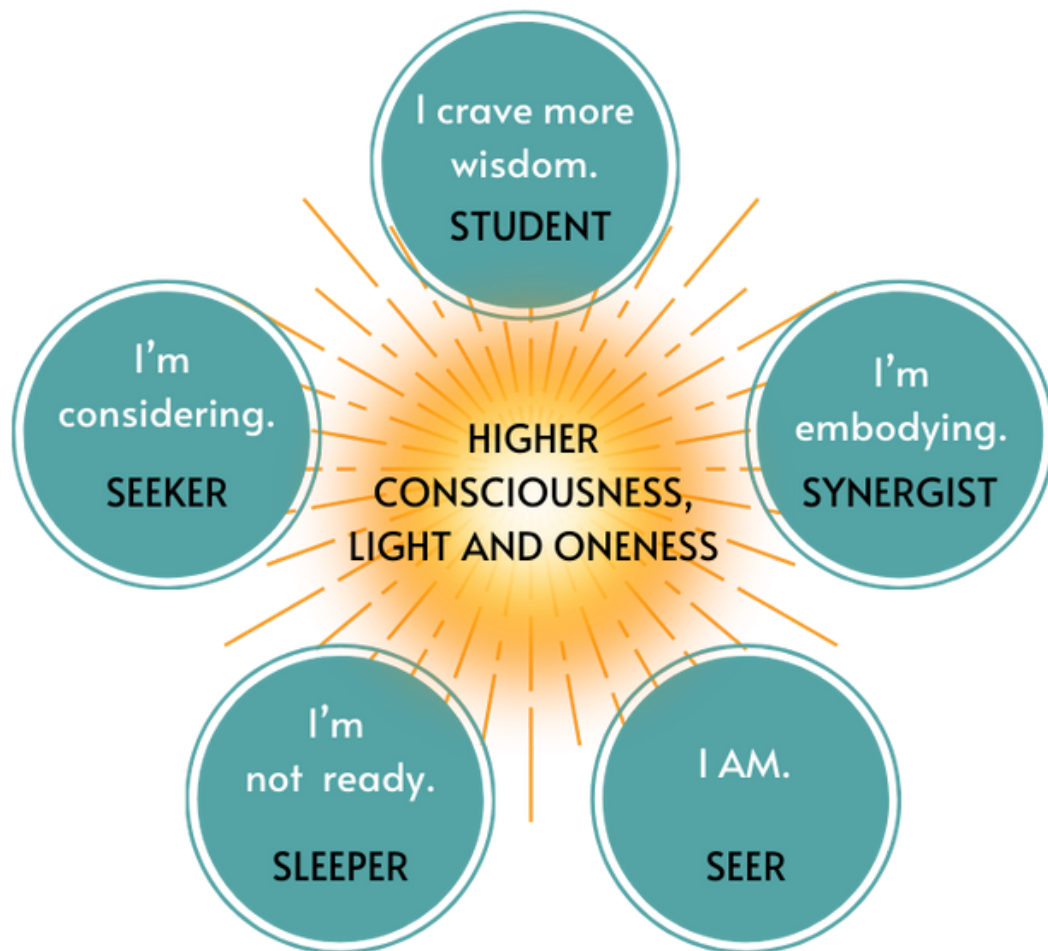 I crave more
wisdom.
STUDENT
I’m
considering.
SEEKER
HIGHER
CONSCIOUSNESS,
LIGHT AND ONENESS
I’m
embodying.
SYNERGIST
I’m
not ready.
SLEEPER
I AM.
SEER